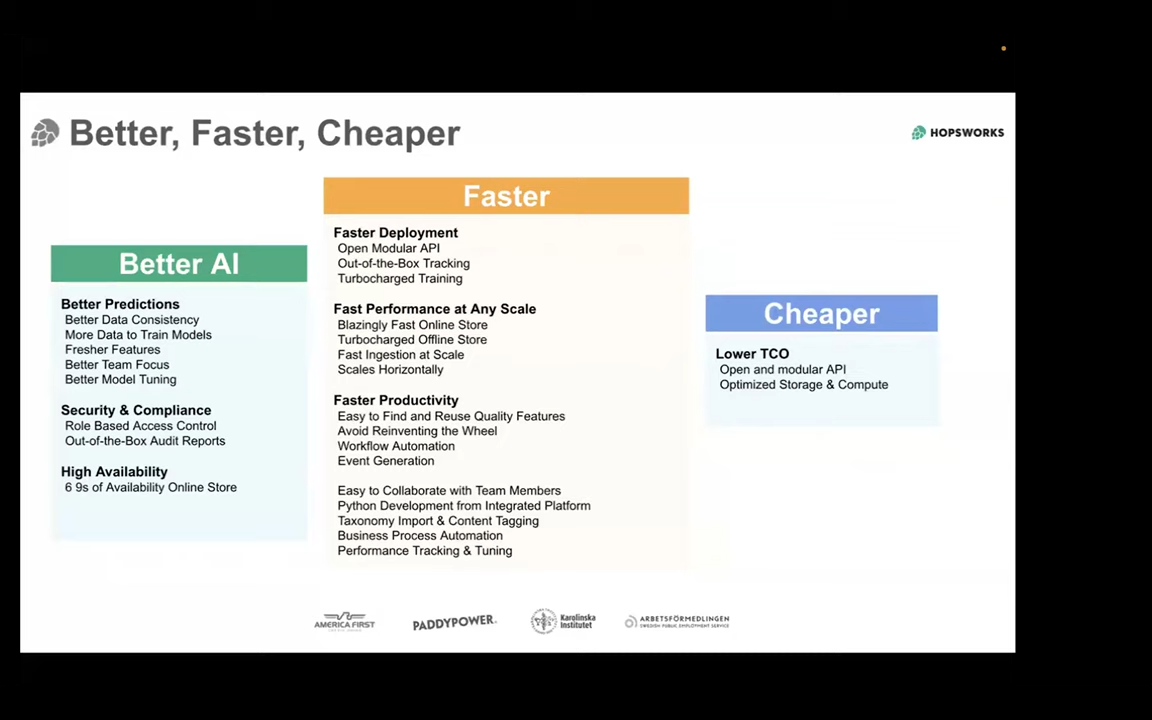 Better, Faster, Cheaper
HOPSWORKS
Better AI
Better Predictions
Better Data Consistency
More Data to Train Models
Fresher Features
Better Team Focus
Better Model Tuning
Security & Compliance
Role Based Access Control
Out-of-the-Box Audit Reports
High Availability
6 9s of Availability Online Store
Faster
Faster Deployment
Open Modular API
Out-of-the-Box Tracking
Turbocharged Training
Fast Performance at Any Scale
Blazingly Fast Online Store
Turbocharged Offline Store
Fast Ingestion at Scale
Scales Horizontally
Faster Productivity
Easy to Find and Reuse Quality Features
Avoid Reinventing the Wheel
Workflow Automation
Event Generation
Easy to Collaborate with Team Members
Python Development from Integrated Platform
Taxonomy Import & Content Tagging
Business Process Automation
Performance Tracking & Tuning
Cheaper
Lower TCO
Open and modular API
Optimized Storage & Compute
AMERICA FIRST
PADDYPOWER.
Karolinska
Institutet
ARBETSFÖRMEDLINGEN
SWEDISH PUBLIC EMPLOYMENT SERVICE